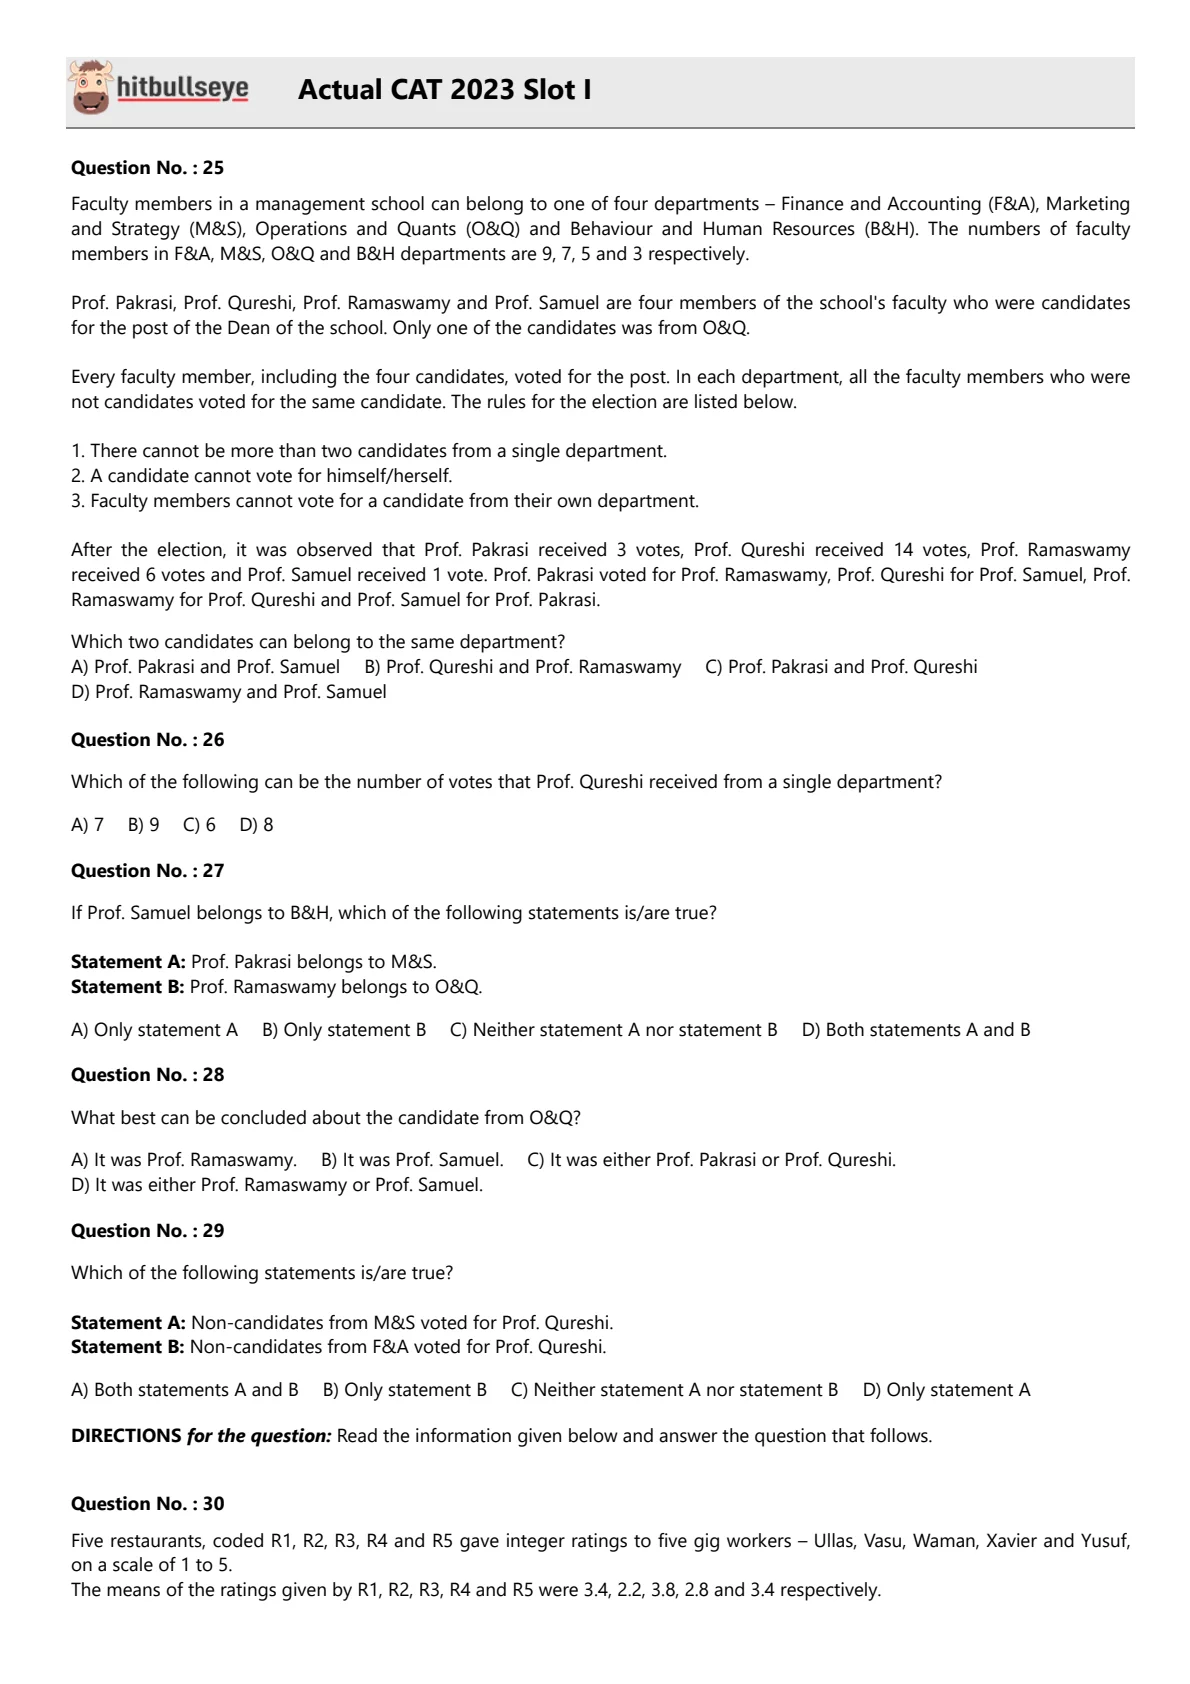 hitbullseye
Actual CAT 2023 Slot I
Question No. : 25
Faculty members in a management school can belong to one of four departments – Finance and Accounting (F&A), Marketing
and Strategy (M&S), Operations and Quants (O&Q) and Behaviour and Human Resources (B&H). The numbers of faculty
members in F&A, M&S, O&Q and B&H departments are 9, 7, 5 and 3 respectively.
Prof. Pakrasi, Prof. Qureshi, Prof. Ramaswamy and Prof. Samuel are four members of the school's faculty who were candidates
for the post of the Dean of the school. Only one of the candidates was from O&Q.
Every faculty member, including the four candidates, voted for the post. In each department, all the faculty members who were
not candidates voted for the same candidate. The rules for the election are listed below.
1. There cannot be more than two candidates from a single department.
2. A candidate cannot vote for himself/herself.
3. Faculty members cannot vote for a candidate from their own department.
After the election, it was observed that Prof. Pakrasi received 3 votes, Prof. Qureshi received 14 votes, Prof. Ramaswamy
received 6 votes and Prof. Samuel received 1 vote. Prof. Pakrasi voted for Prof. Ramaswamy, Prof. Qureshi for Prof. Samuel, Prof.
Ramaswamy for Prof. Qureshi and Prof. Samuel for Prof. Pakrasi.
Which two candidates can belong to the same department?
A) Prof. Pakrasi and Prof. Samuel B) Prof. Qureshi and Prof. Ramaswamy C) Prof. Pakrasi and Prof. Qureshi
D) Prof. Ramaswamy and Prof. Samuel
Question No. : 26
Which of the following can be the number of votes that Prof. Qureshi received from a single department?
A) 7 B) 9 C) 6 D) 8
Question No. : 27
If Prof. Samuel belongs to B&H, which of the following statements is/are true?
Statement A: Prof. Pakrasi belongs to M&S.
Statement B: Prof. Ramaswamy belongs to O&Q.
A) Only statement A B) Only statement B C) Neither statement A nor statement B D) Both statements A and B
Question No. : 28
What best can be concluded about the candidate from O&Q?
A) It was Prof. Ramaswamy. B) It was Prof. Samuel. C) It was either Prof. Pakrasi or Prof. Qureshi.
D) It was either Prof. Ramaswamy or Prof. Samuel.
Question No. : 29
Which of the following statements is/are true?
Statement A: Non-candidates from M&S voted for Prof. Qureshi.
Statement B: Non-candidates from F&A voted for Prof. Qureshi.
A) Both statements A and B B) Only statement B C) Neither statement A nor statement B D) Only statement A
DIRECTIONS for the question: Read the information given below and answer the question that follows.
Question No. : 30
Five restaurants, coded R1, R2, R3, R4 and R5 gave integer ratings to five gig workers – Ullas, Vasu, Waman, Xavier and Yusuf,
on a scale of 1 to 5.
The means of the ratings given by R1, R2, R3, R4 and R5 were 3.4, 2.2, 3.8, 2.8 and 3.4 respectively.